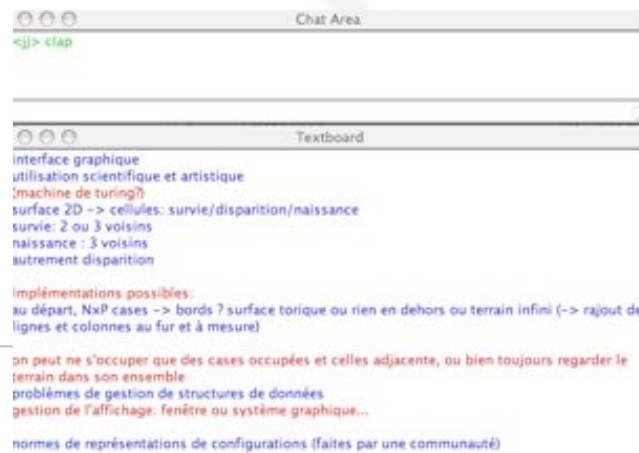 Chat Area
<jj> clap
Textboard
interface graphique
utilisation scientifique et artistique
(machine de turing?)
surface 2D -> cellules: survie/disparition/naissance
survie: 2 ou 3 voisins
naissance : 3 voisins
autrement disparition
Implémentations possibles:
au départ, NxP cases -> bords ? surface torique ou rien en dehors ou terrain infini (-> rajout de
lignes et colonnes au fur et à mesure)
on peut ne s'occuper que des cases occupées et celles adjacente, ou bien toujours regarder le
terrain dans son ensemble
problèmes de gestion de structures de données
gestion de l'affichage: fenêtre ou système graphique...
normes de représentations de configurations (faites par une communauté)